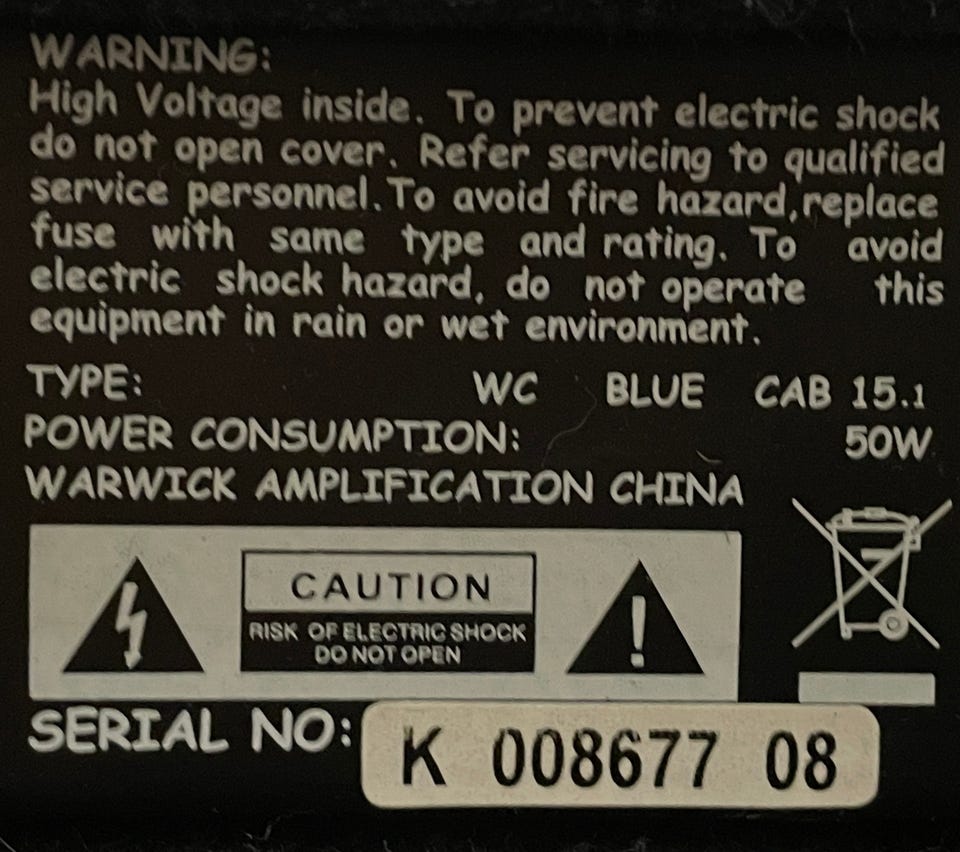 WARNING:
High Voltage inside. To prevent electric shock
do not open cover. Refer servicing to qualified
service personnel. To avoid fire hazard, replace
fuse with same type and rating. To avoid
electric shock hazard, do not operate this
equipment in rain or wet environment.
TYPE: WC BLUE CAB 15.1
POWER CONSUMPTION: 50W
WARWICK AMPLIFICATION CHINA
CAUTION
RISK OF ELECTRIC SHOCK
DO NOT OPEN
SERIAL NO: K 008677 08